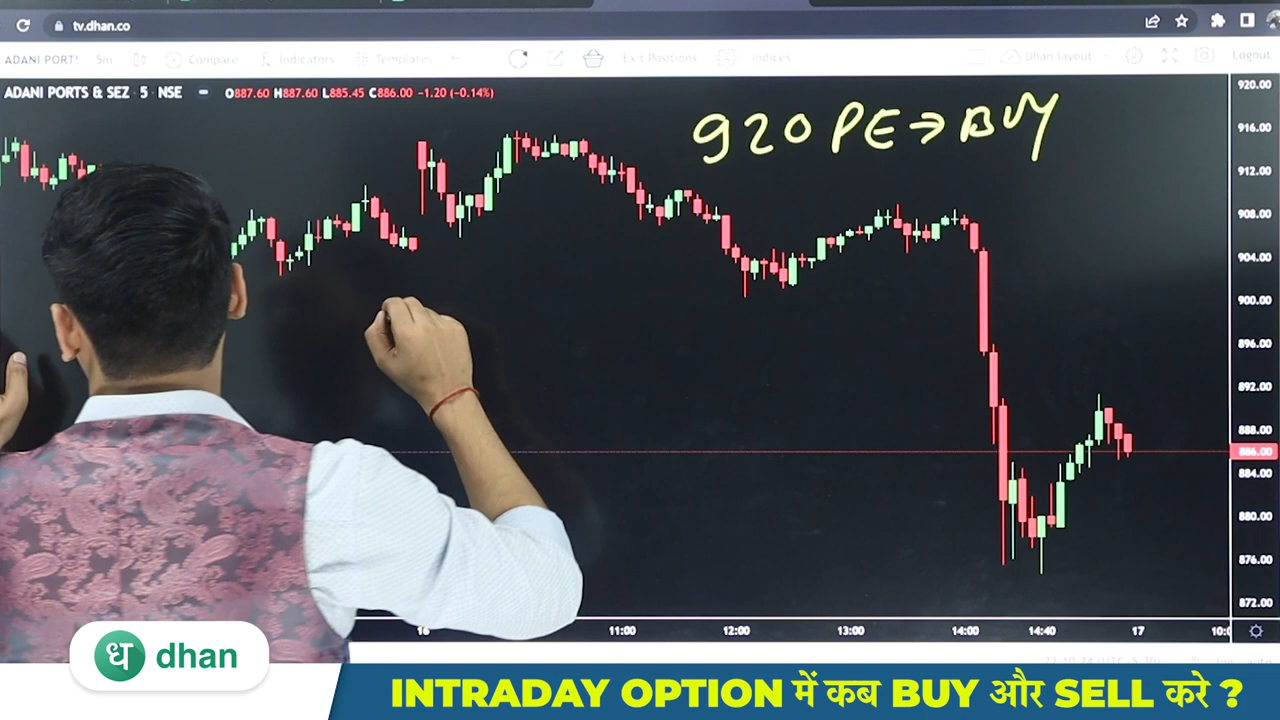 tv.dhan.co
ADANI PORTS 5m Compare Indicators Templates Exit Positions Indices Dhan layout Logout
ADANI PORTS & SEZ 5 NSE O887.60 H887.60 L885.45 C886.00 −1.20 (−0.14%)
920 PE → BUY
920.00
916.00
912.00
908.00
904.00
900.00
896.00
892.00
888.00
886.00
884.00
880.00
876.00
872.00
16 11:00 12:00 13:00 14:00 14:40 17 10:0
ध dhan
INTRADAY OPTION में कब BUY और SELL करे ?